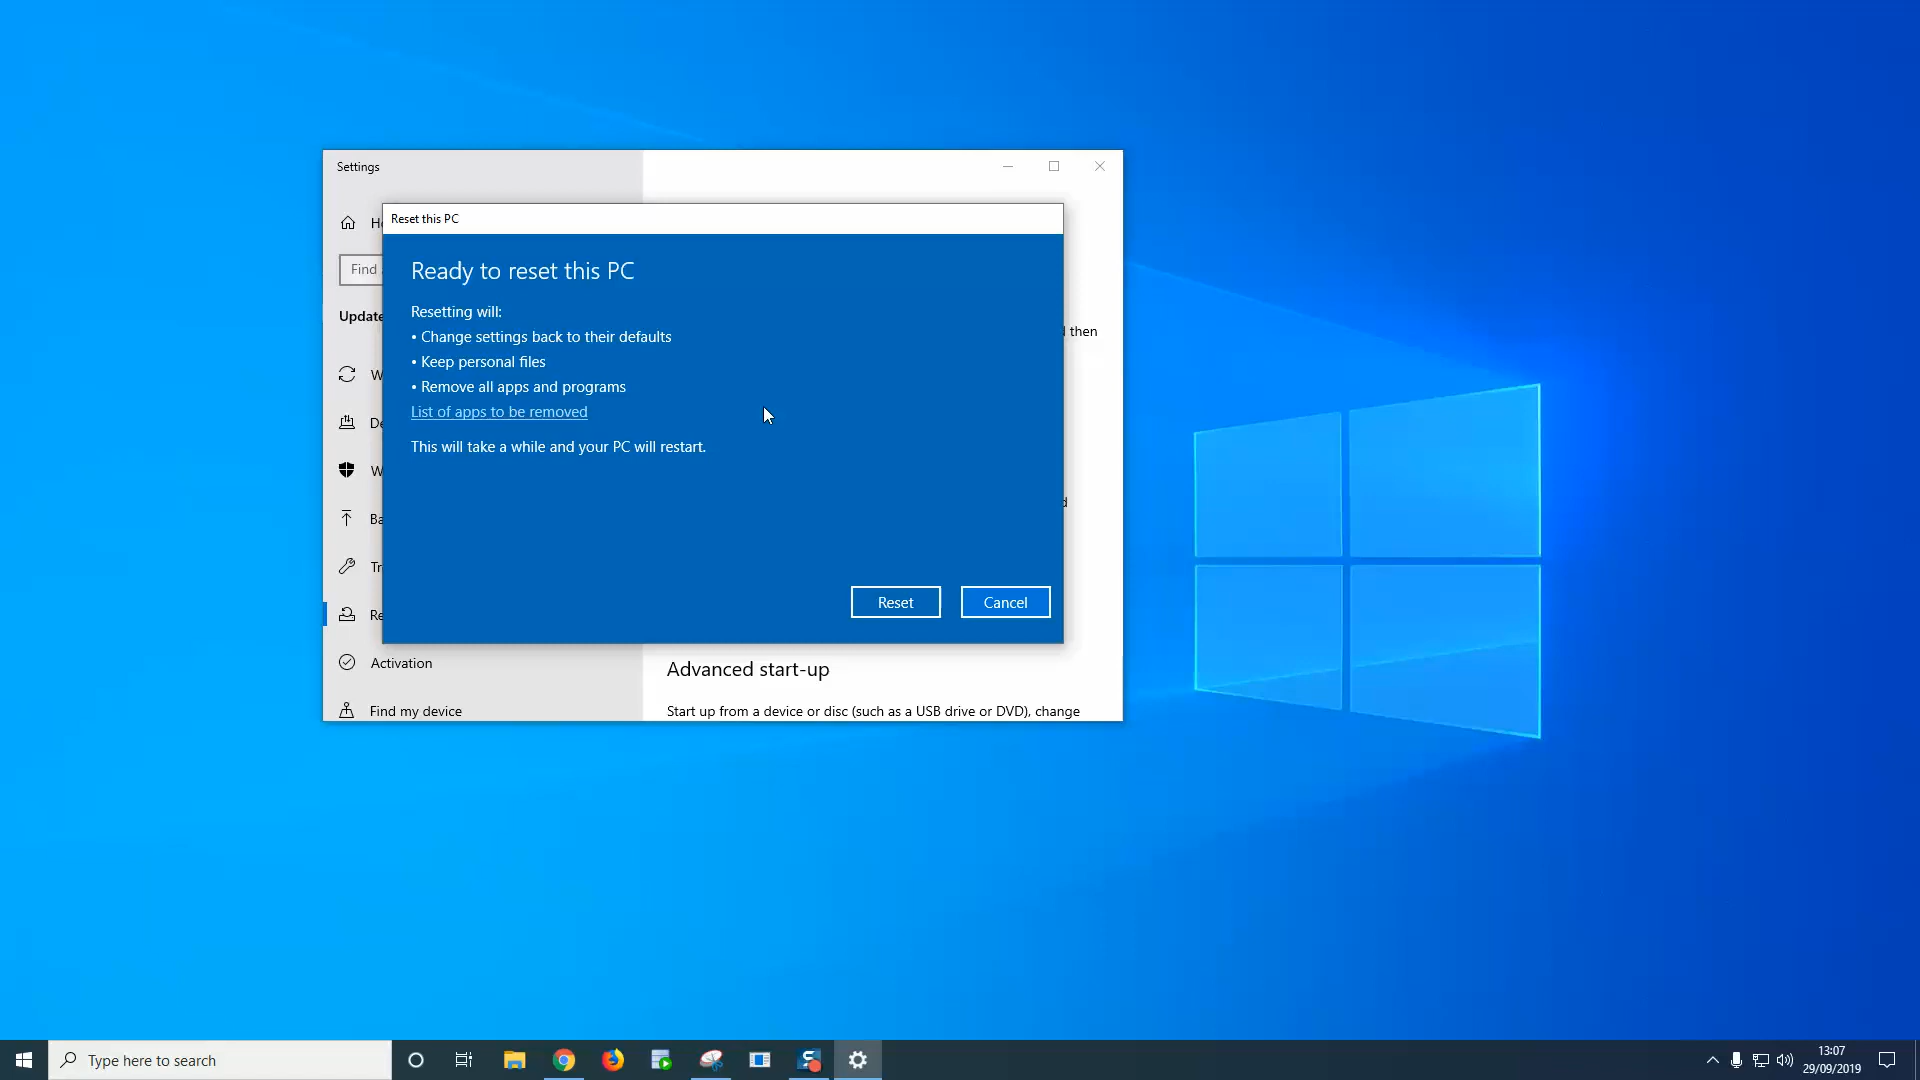 Settings
Reset this PC
Ready to reset this PC
Resetting will:
• Change settings back to their defaults
• Keep personal files
• Remove all apps and programs
List of apps to be removed
This will take a while and your PC will restart.
Reset
Cancel
Find
Update
then
Activation
Find my device
Advanced start-up
Start up from a device or disc (such as a USB drive or DVD), change
Type here to search
13:07
29/09/2019